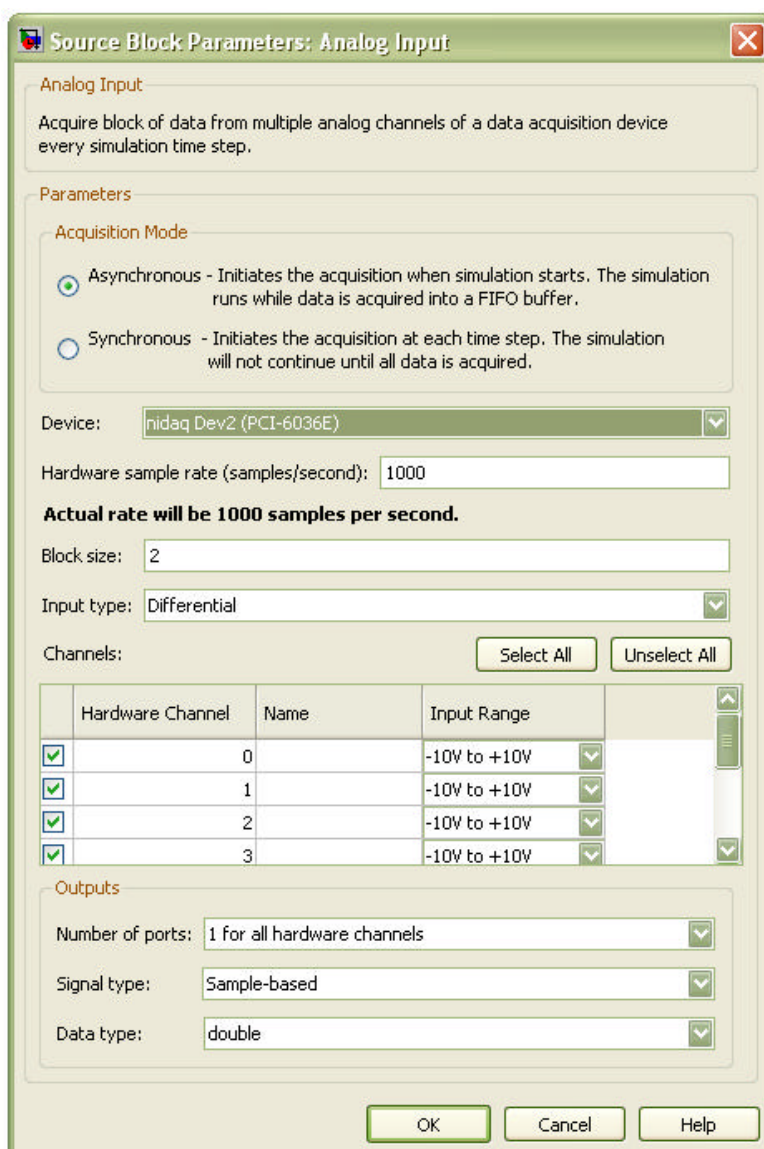 Source Block Parameters: Analog Input
Analog Input
Acquire block of data from multiple analog channels of a data acquisition device
every simulation time step.
Parameters
Acquisition Mode
Asynchronous - Initiates the acquisition when simulation starts. The simulation
runs while data is acquired into a FIFO buffer.
Synchronous - Initiates the acquisition at each time step. The simulation
will not continue until all data is acquired.
Device: nidaq Dev2 (PCI-6036E)
Hardware sample rate (samples/second): 1000
Actual rate will be 1000 samples per second.
Block size: 2
Input type: Differential
Channels: Select All Unselect All
Hardware Channel Name Input Range
0 -10V to +10V
1 -10V to +10V
2 -10V to +10V
3 -10V to +10V
Outputs
Number of ports: 1 for all hardware channels
Signal type: Sample-based
Data type: double
OK Cancel Help